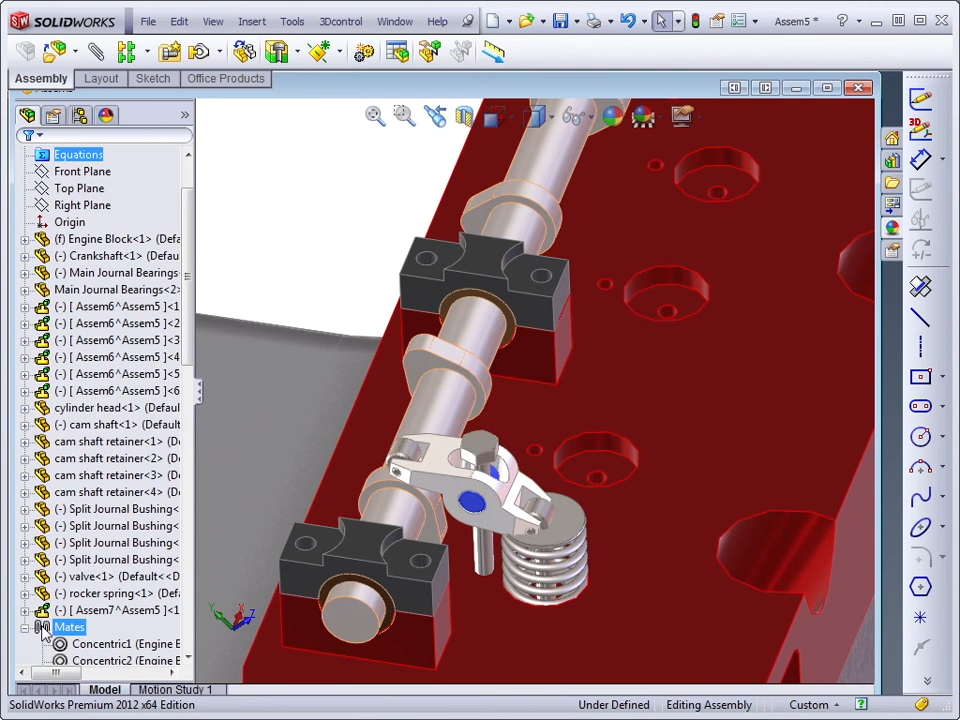 SOLIDWORKS File Edit View Insert Tools 3Dcontrol Window Help Assem5 *
Assembly Layout Sketch Office Products
Equations
Front Plane
Top Plane
Right Plane
Origin
(f) Engine Block<1> (Defa
(-) Crankshaft<1> (Defau
(-) Main Journal Bearings
Main Journal Bearings<2>
(-) [ Assem6^Assem5 ]<1
(-) [ Assem6^Assem5 ]<2
(-) [ Assem6^Assem5 ]<3
(-) [ Assem6^Assem5 ]<4
(-) [ Assem6^Assem5 ]<5
(-) [ Assem6^Assem5 ]<6
cylinder head<1> (Defaul
(-) cam shaft<1> (Default
cam shaft retainer<1> (De
cam shaft retainer<2> (De
cam shaft retainer<3> (De
cam shaft retainer<4> (De
(-) Split Journal Bushing<
(-) Split Journal Bushing<
(-) Split Journal Bushing<
(-) Split Journal Bushing<
(-) valve<1> (Default<<D
(-) rocker spring<1> (Defa
(-) [ Assem7^Assem5 ]<1
Mates
Concentric1 (Engine B
Concentric2 (Engine B
Model Motion Study 1
SolidWorks Premium 2012 x64 Edition Under Defined Editing Assembly Custom